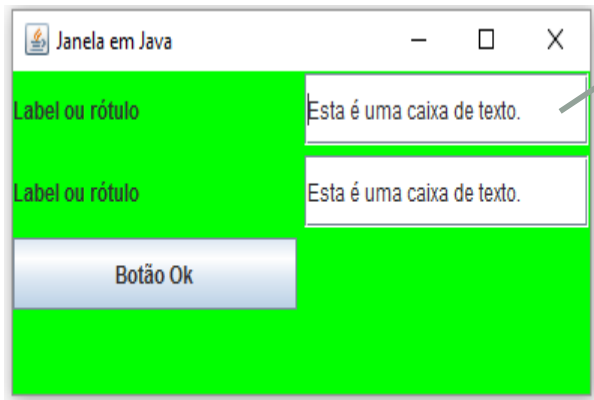 Janela em Java
Label ou rótulo
Esta é uma caixa de texto.
Label ou rótulo
Esta é uma caixa de texto.
Botão Ok